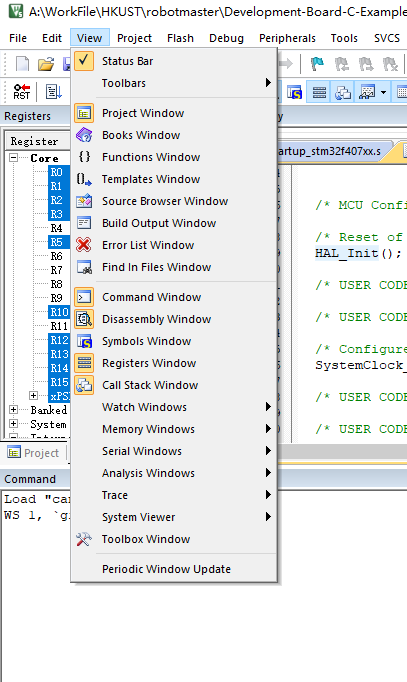 A:\WorkFile\HKUST\robotmaster\Development-Board-C-Example
File Edit View Project Flash Debug Peripherals Tools SVCS
RST
Registers
Register
Core
R0
R1
R2
R3
R4
R5
R6
R7
R8
R9
R10
R11
R12
R13
R14
R15
xPS
Banked
System
Project
Status Bar
Toolbars
Project Window
Books Window
Functions Window
Templates Window
Source Browser Window
Build Output Window
Error List Window
Find In Files Window
Command Window
Disassembly Window
Symbols Window
Registers Window
Call Stack Window
Watch Windows
Memory Windows
Serial Windows
Analysis Windows
Trace
System Viewer
Toolbox Window
Periodic Window Update
artup_stm32f407xx.s
/* MCU Confi
/* Reset of
HAL_Init();
/* USER CODE
/* USER CODE
/* Configure
SystemClock_
/* USER CODE
/* USER CODE
Command
Load "car
WS 1, `g